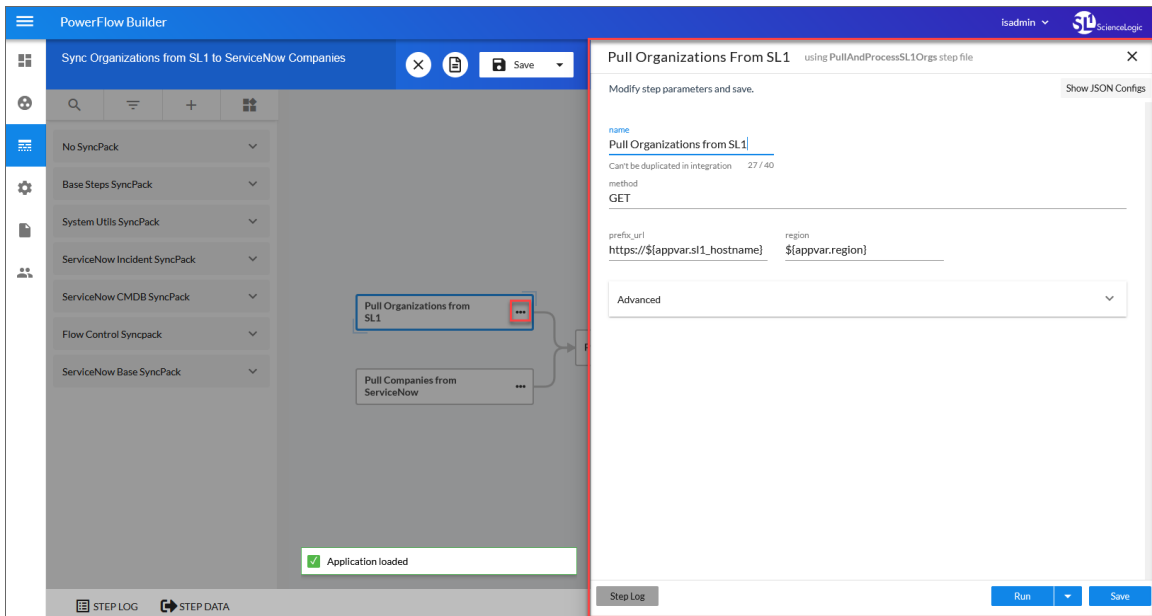 PowerFlow Builder
isadmin
SL1 ScienceLogic
Sync Organizations from SL1 to ServiceNow Companies
Save
Pull Organizations From SL1 using PullAndProcessSL1Orgs step file
Modify step parameters and save.
Show JSON Configs
name
Pull Organizations from SL1
Can't be duplicated in integration 27 / 40
method
GET
prefix_url region
https://${appvar.sl1_hostname} ${appvar.region}
Advanced
No SyncPack
Base Steps SyncPack
System Utils SyncPack
ServiceNow Incident SyncPack
ServiceNow CMDB SyncPack
Flow Control Syncpack
ServiceNow Base SyncPack
Pull Organizations from
SL1
Pull Companies from
ServiceNow
Application loaded
STEP LOG STEP DATA
Step Log
Run
Save